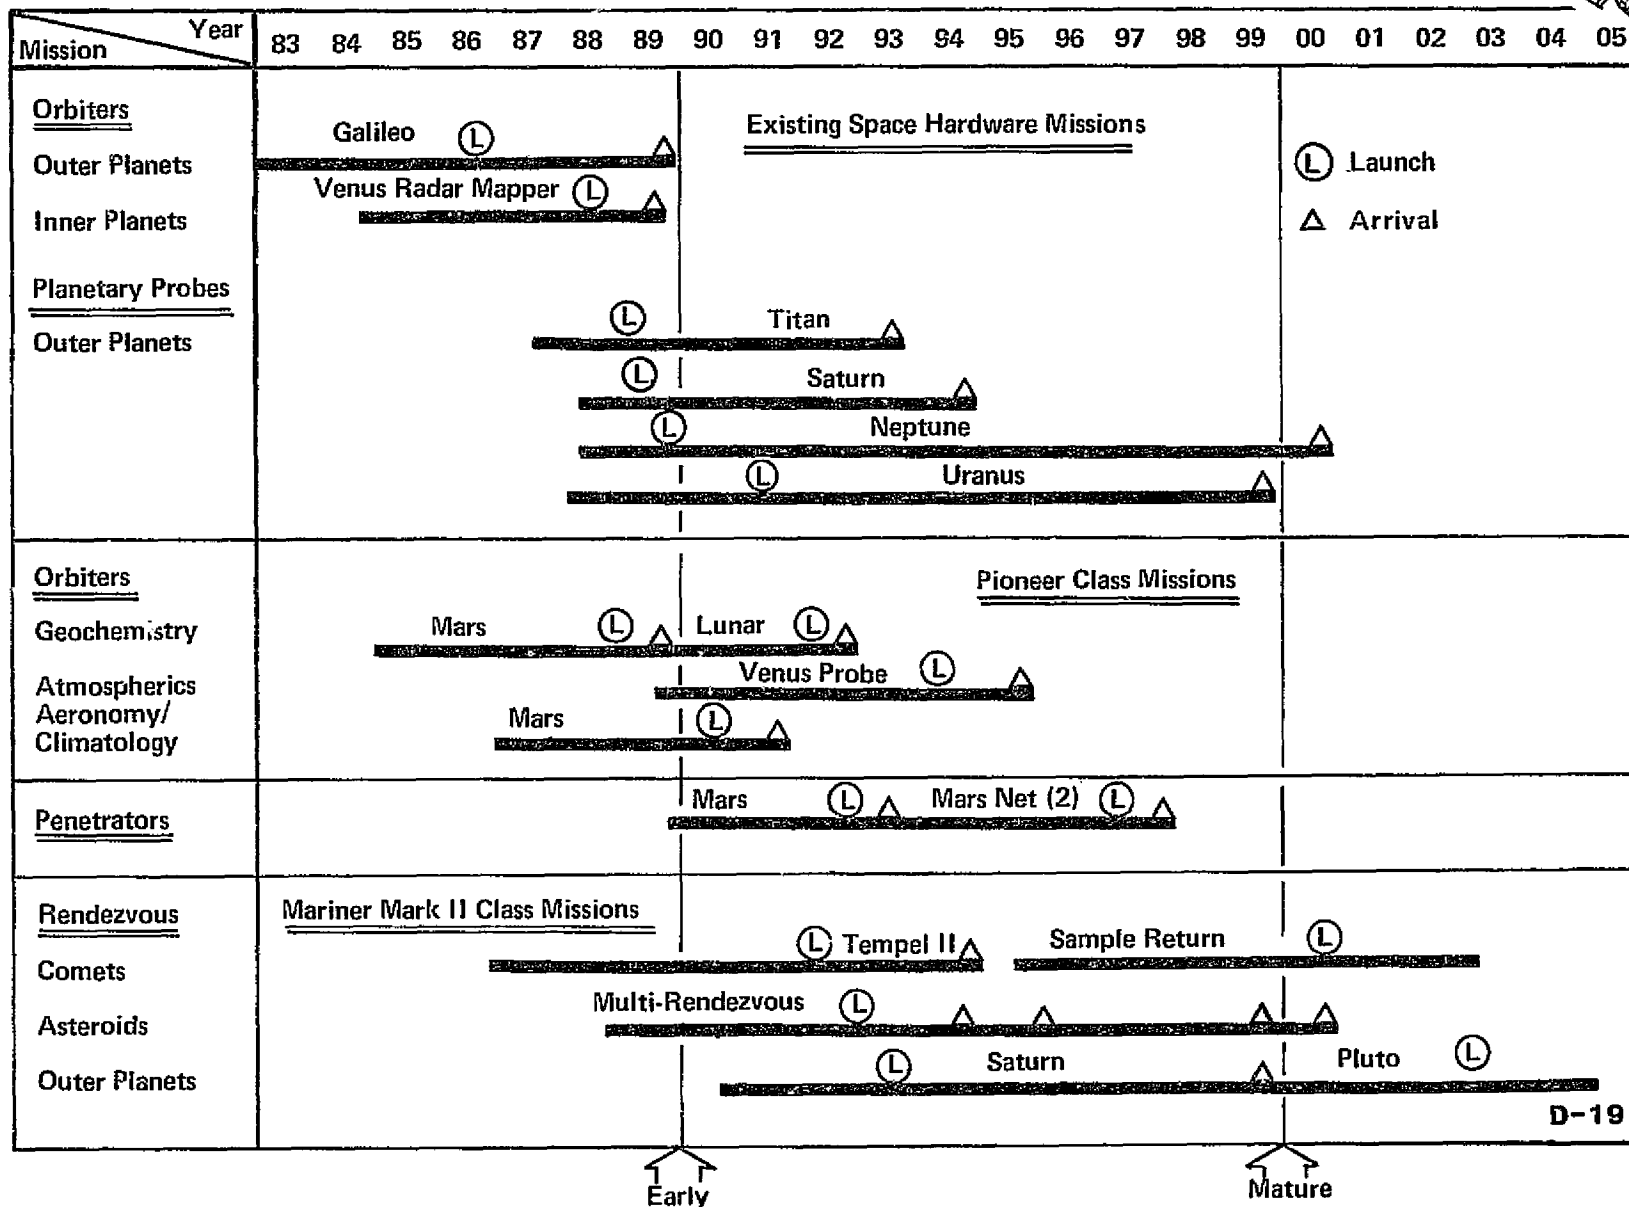 Year
Mission
83 84 85 86 87 88 89 90 91 92 93 94 95 96 97 98 99 00 01 02 03 04 05
Orbiters
Galileo L
Existing Space Hardware Missions
Outer Planets
L Launch
Venus Radar Mapper L
Inner Planets
Arrival
Planetary Probes
L Titan
Outer Planets
L Saturn
L Neptune
L Uranus
Orbiters
Pioneer Class Missions
Geochemistry
Mars L Lunar L
Venus Probe L
Atmospherics
Aeronomy/
Climatology
Mars L
Penetrators
Mars L Mars Net (2) L
Rendezvous
Mariner Mark II Class Missions
L Tempel II Sample Return L
Comets
Multi-Rendezvous L
Asteroids
L Saturn Pluto L
Outer Planets
D-19
Early
Mature